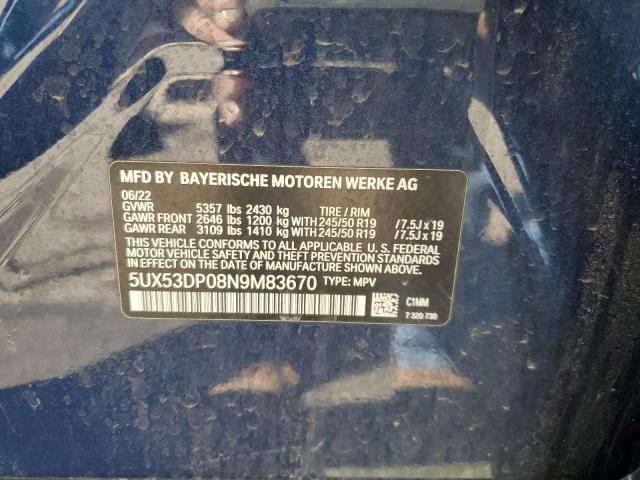 MFD BY BAYERISCHE MOTOREN WERKE AG
06/22
GVWR 5357 lbs 2430 kg TIRE / RIM
GAWR FRONT 2646 lbs 1200 kg WITH 245/50 R19 / 7.5J x 19
GAWR REAR 3109 lbs 1410 kg WITH 245/50 R19 / 7.5J x 19
THIS VEHICLE CONFORMS TO ALL APPLICABLE U. S. FEDERAL
MOTOR VEHICLE SAFETY, BUMPER, AND THEFT PREVENTION STANDARDS
IN EFFECT ON THE DATE OF MANUFACTURE SHOWN ABOVE.
5UX53DP08N9M83670 TYPE: MPV
C1MM
7 320 730